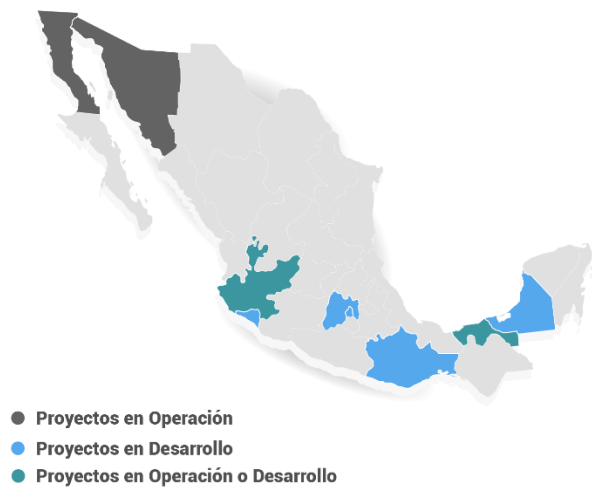 Proyectos en Operación
Proyectos en Desarrollo
Proyectos en Operación o Desarrollo